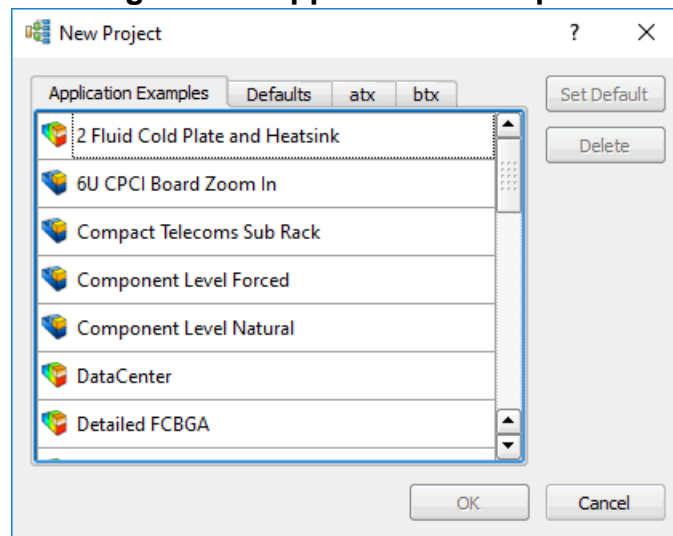 New Project
?
Application Examples Defaults atx btx
Set Default
2 Fluid Cold Plate and Heatsink
Delete
6U CPCI Board Zoom In
Compact Telecoms Sub Rack
Component Level Forced
Component Level Natural
DataCenter
Detailed FCBGA
OK Cancel